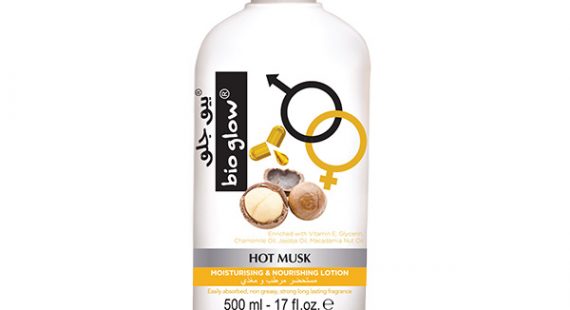 بيو جلو®
bio glow®
Enriched with Vitamin E, Glycerin,
Chamomile Oil, Jojoba Oil, Macadamia Nut Oil
HOT MUSK
MOISTURISING & NOURISHING LOTION
مستحضر مرطب و مغذي
Easily absorbed, non greasy, strong long lasting fragrance
500 ml - 17 fl.oz. e